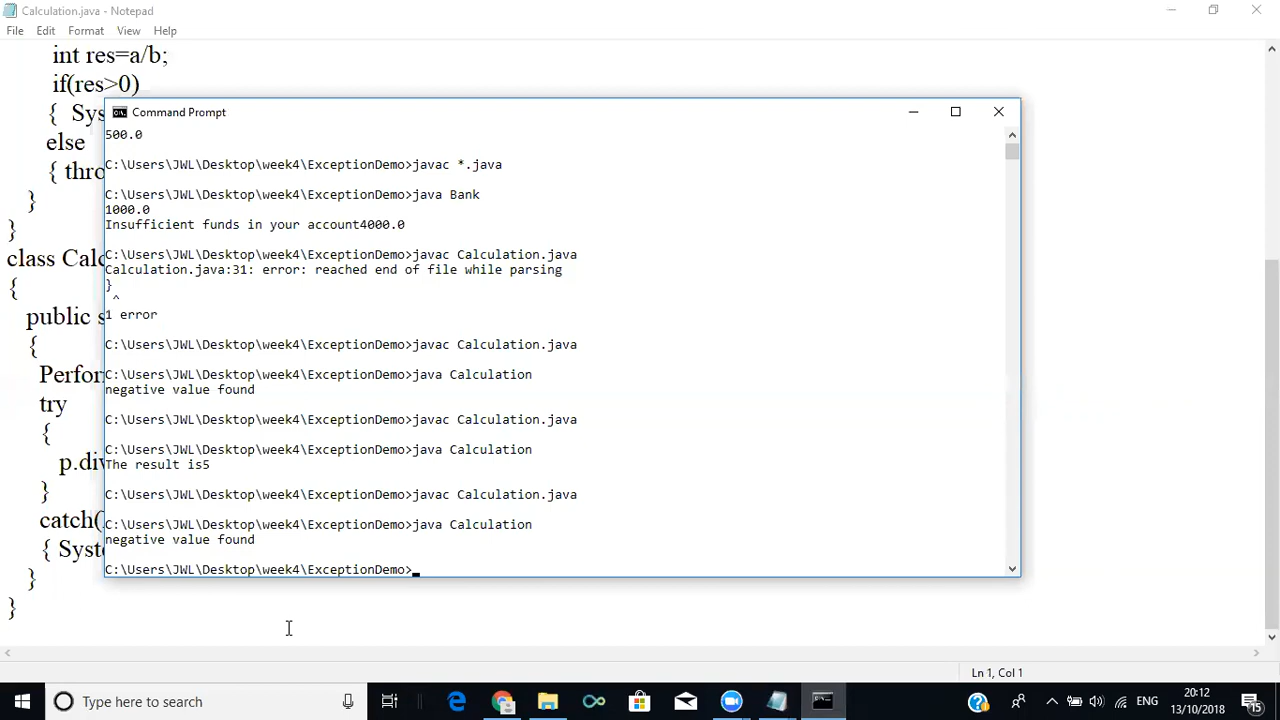 Calculation.java - Notepad
File Edit Format View Help
int res=a/b;
if(res>0)
{ Sys
else
{ thro
}
}
class Calc
{
public s
{
Perforn
try
{
p.div
}
catch(
{ Syste
}
}
Command Prompt
500.0
C:\Users\JWL\Desktop\week4\ExceptionDemo>javac *.java
C:\Users\JWL\Desktop\week4\ExceptionDemo>java Bank
1000.0
Insufficient funds in your account4000.0
C:\Users\JWL\Desktop\week4\ExceptionDemo>javac Calculation.java
Calculation.java:31: error: reached end of file while parsing
}
^
1 error
C:\Users\JWL\Desktop\week4\ExceptionDemo>javac Calculation.java
C:\Users\JWL\Desktop\week4\ExceptionDemo>java Calculation
negative value found
C:\Users\JWL\Desktop\week4\ExceptionDemo>javac Calculation.java
C:\Users\JWL\Desktop\week4\ExceptionDemo>java Calculation
The result is5
C:\Users\JWL\Desktop\week4\ExceptionDemo>javac Calculation.java
C:\Users\JWL\Desktop\week4\ExceptionDemo>java Calculation
negative value found
C:\Users\JWL\Desktop\week4\ExceptionDemo>
Ln 1, Col 1
Type here to search
ENG
20:12
13/10/2018
15